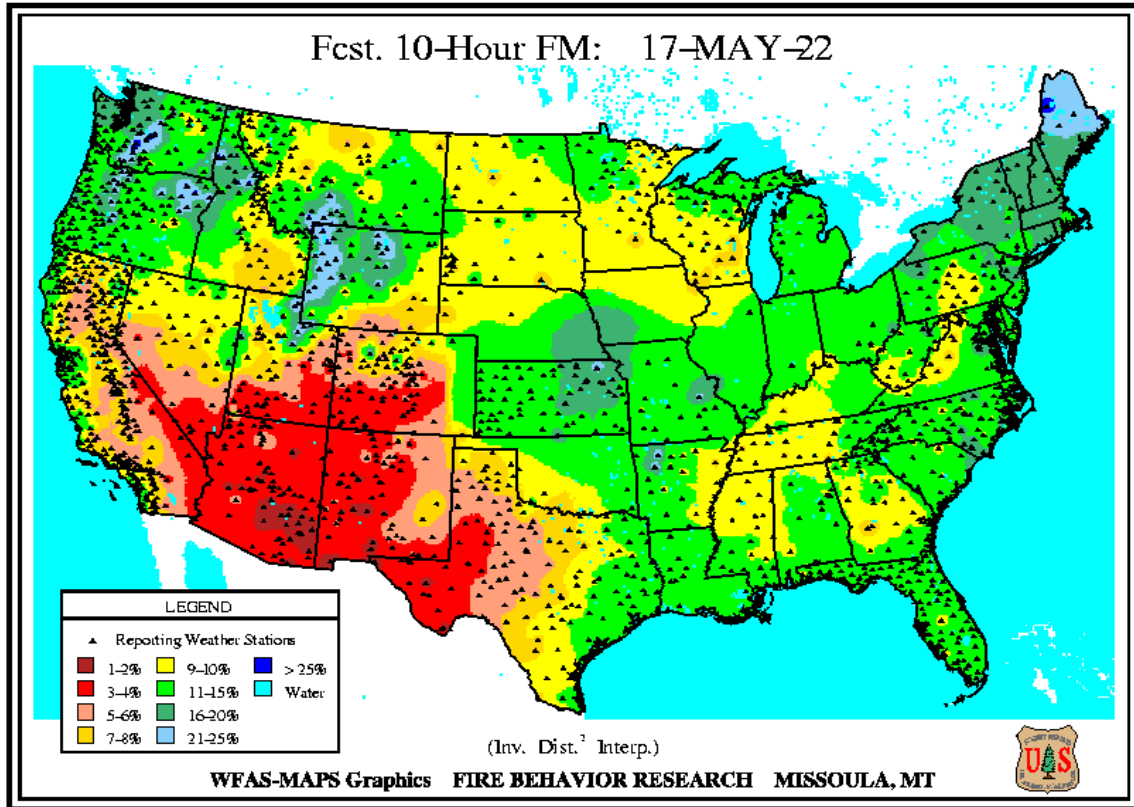 Fcst. 10-Hour FM: 17-MAY-22
LEGEND
Reporting Weather Stations
1-2% 9-10% > 25%
3-4% 11-15% Water
5-6% 16-20%
7-8% 21-25%
(Inv. Dist.² Interp.)
WFAS-MAPS Graphics FIRE BEHAVIOR RESEARCH MISSOULA, MT
U S